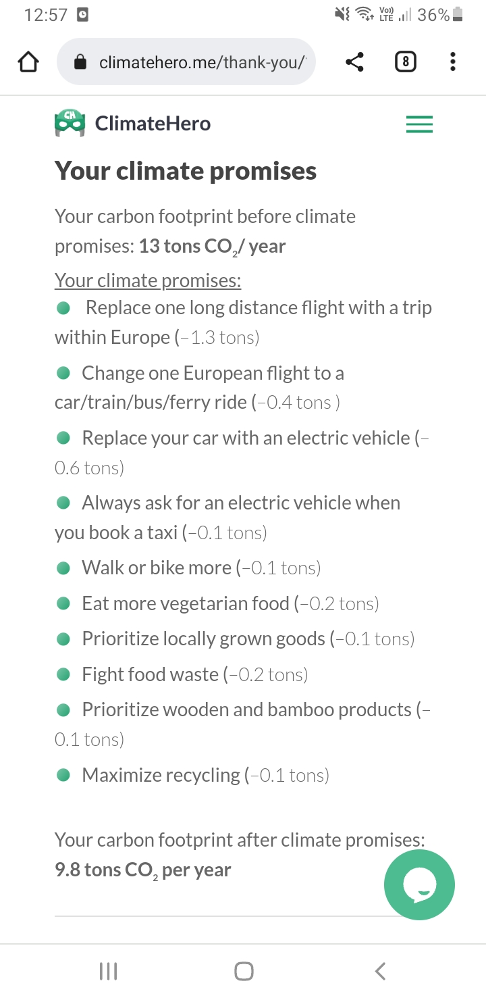 12:57
Vo)) LTE 36%
climatehero.me/thank-you/
8
CH
ClimateHero
Your climate promises
Your carbon footprint before climate
promises: 13 tons CO₂/ year
Your climate promises:
Replace one long distance flight with a trip
within Europe (–1.3 tons)
Change one European flight to a
car/train/bus/ferry ride (–0.4 tons )
Replace your car with an electric vehicle (–
0.6 tons)
Always ask for an electric vehicle when
you book a taxi (–0.1 tons)
Walk or bike more (–0.1 tons)
Eat more vegetarian food (–0.2 tons)
Prioritize locally grown goods (–0.1 tons)
Fight food waste (–0.2 tons)
Prioritize wooden and bamboo products (–
0.1 tons)
Maximize recycling (–0.1 tons)
Your carbon footprint after climate promises:
9.8 tons CO₂ per year